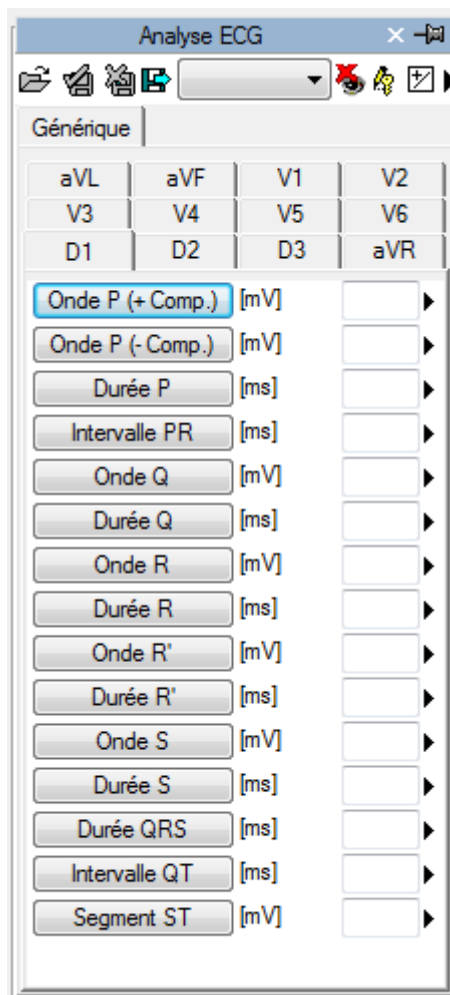 Analyse ECG
Générique
aVL aVF V1 V2
V3 V4 V5 V6
D1 D2 D3 aVR
Onde P (+ Comp.) [mV]
Onde P (- Comp.) [mV]
Durée P [ms]
Intervalle PR [ms]
Onde Q [mV]
Durée Q [ms]
Onde R [mV]
Durée R [ms]
Onde R' [mV]
Durée R' [ms]
Onde S [mV]
Durée S [ms]
Durée QRS [ms]
Intervalle QT [ms]
Segment ST [mV]